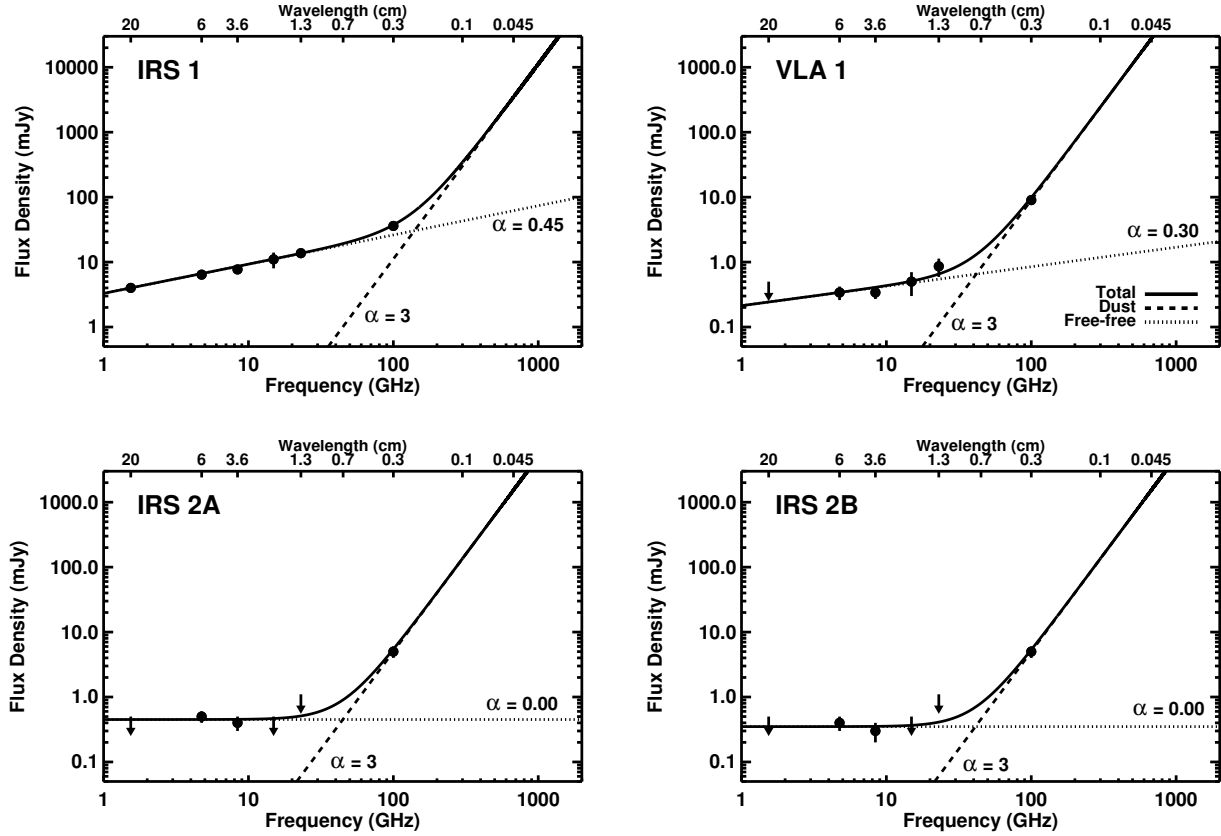 Wavelength (cm)
20 6 3.6 1.3 0.7 0.3 0.1 0.045
IRS 1
10000
1000
100
10
1
Flux Density (mJy)
α = 0.45
α = 3
1 10 100 1000
Frequency (GHz)
Wavelength (cm)
20 6 3.6 1.3 0.7 0.3 0.1 0.045
VLA 1
1000.0
100.0
10.0
1.0
0.1
Flux Density (mJy)
α = 0.30
Total
Dust
Free-free
α = 3
1 10 100 1000
Frequency (GHz)
Wavelength (cm)
20 6 3.6 1.3 0.7 0.3 0.1 0.045
IRS 2A
1000.0
100.0
10.0
1.0
0.1
Flux Density (mJy)
α = 0.00
α = 3
1 10 100 1000
Frequency (GHz)
Wavelength (cm)
20 6 3.6 1.3 0.7 0.3 0.1 0.045
IRS 2B
1000.0
100.0
10.0
1.0
0.1
Flux Density (mJy)
α = 0.00
α = 3
1 10 100 1000
Frequency (GHz)